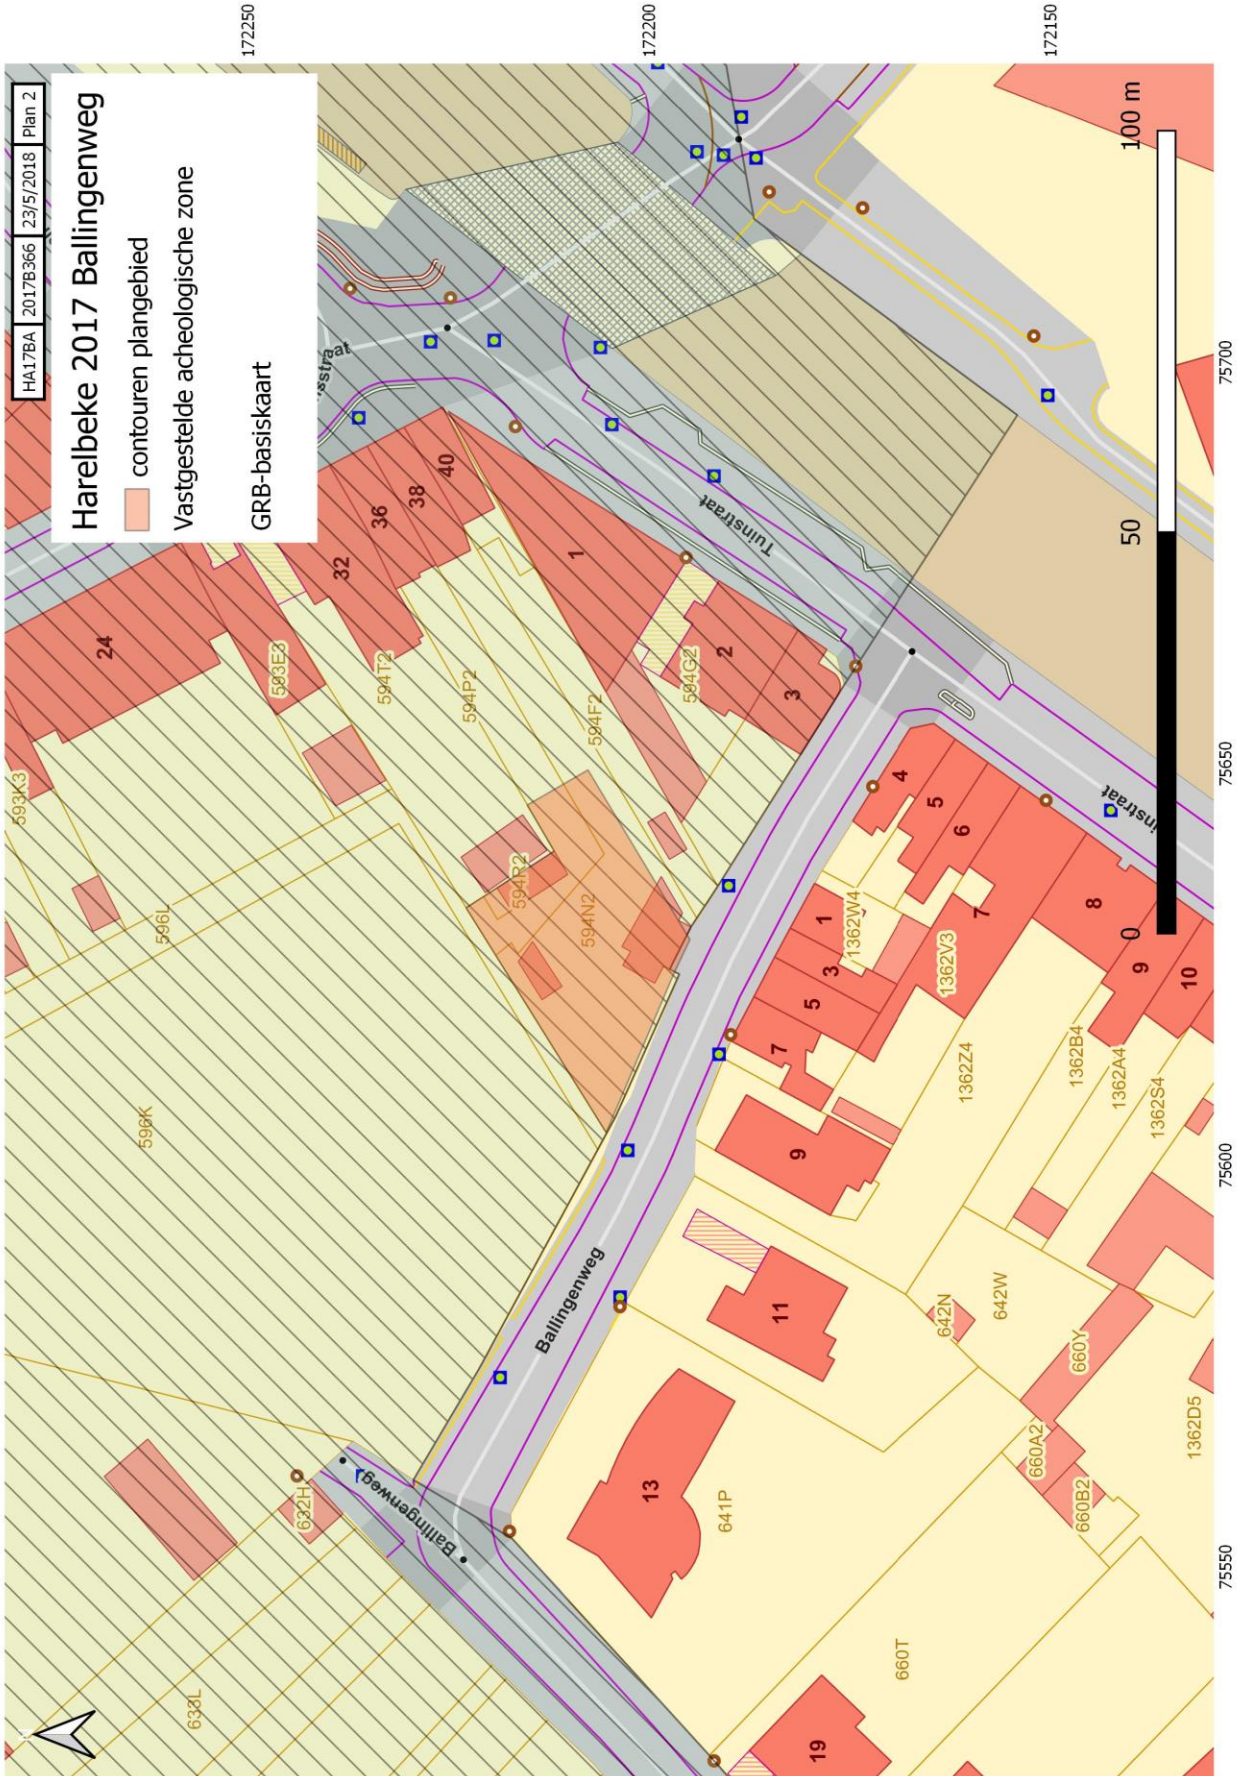 HA17BA 2017B366 23/5/2018 Plan 2
Harelbeke 2017 Ballingenweg
contouren plangebied
Vastgestelde acheologische zone
GRB-basiskaart
172250
172200
172150
75550
75600
75650
75700
0 50 100 m
N
Ballingenweg
Ballingenweg
Tuinstraat
instraat
nsstraat
633L
632H
596K
596L
593K3
593E3
594T2
594P2
594F2
594G2
594R2
594N2
24
32
36
38
40
1
2
3
4
5
6
7
8
9
10
1
3
5
7
9
11
13
19
1362W4
1362V3
1362Z4
1362B4
1362A4
1362S4
1362D5
642N
642W
660Y
660A2
660B2
641P
660T